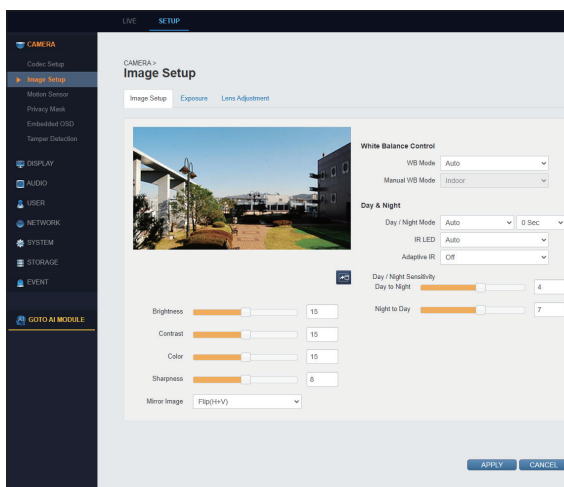 LIVE SETUP
CAMERA
Codec Setup
Image Setup
Motion Sensor
Privacy Mask
Embedded OSD
Tamper Detection
DISPLAY
AUDIO
USER
NETWORK
SYSTEM
STORAGE
EVENT
GOTO AI MODULE
CAMERA >
Image Setup
Image Setup Exposure Lens Adjustment
Brightness 15
Contrast 15
Color 15
Sharpness 8
Mirror Image Flip(H+V)
White Balance Control
WB Mode Auto
Manual WB Mode Indoor
Day & Night
Day / Night Mode Auto 0 Sec
IR LED Auto
Adaptive IR Off
Day / Night Sensitivity
Day to Night 4
Night to Day 7
APPLY CANCEL